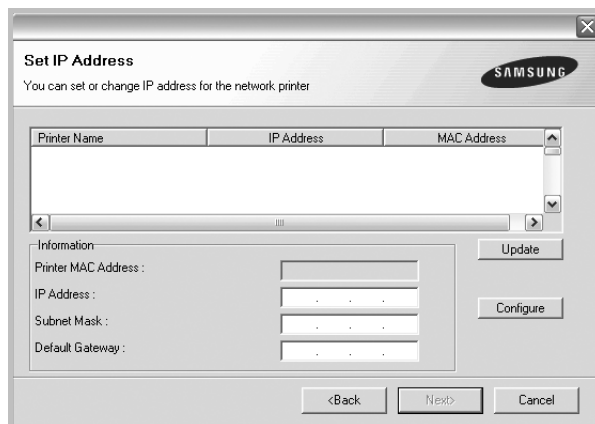 Set IP Address
You can set or change IP address for the network printer
SAMSUNG
Printer Name IP Address MAC Address
Information
Update
Printer MAC Address :
IP Address :
Configure
Subnet Mask :
Default Gateway :
<Back Next> Cancel